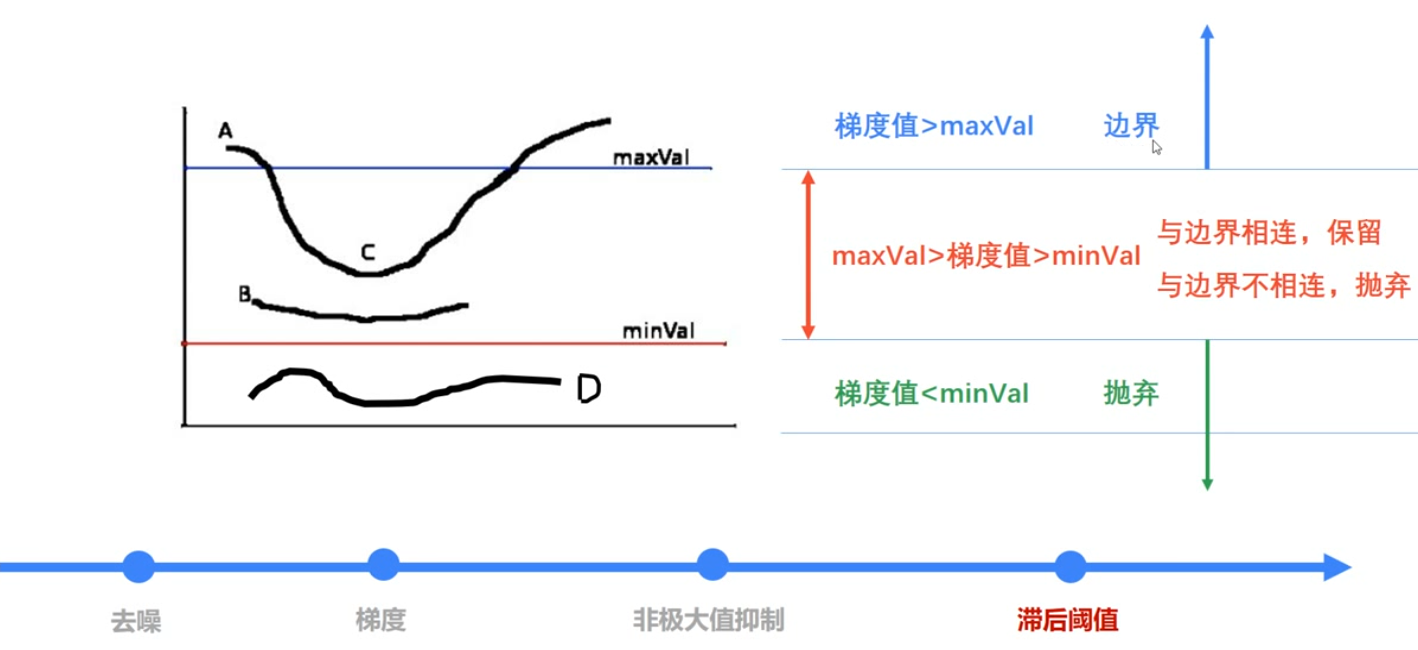 A
maxVal
C
B
minVal
D
梯度值>maxVal 边界
maxVal>梯度值>minVal
与边界相连，保留
与边界不相连，抛弃
梯度值<minVal 抛弃
去噪
梯度
非极大值抑制
滞后阈值